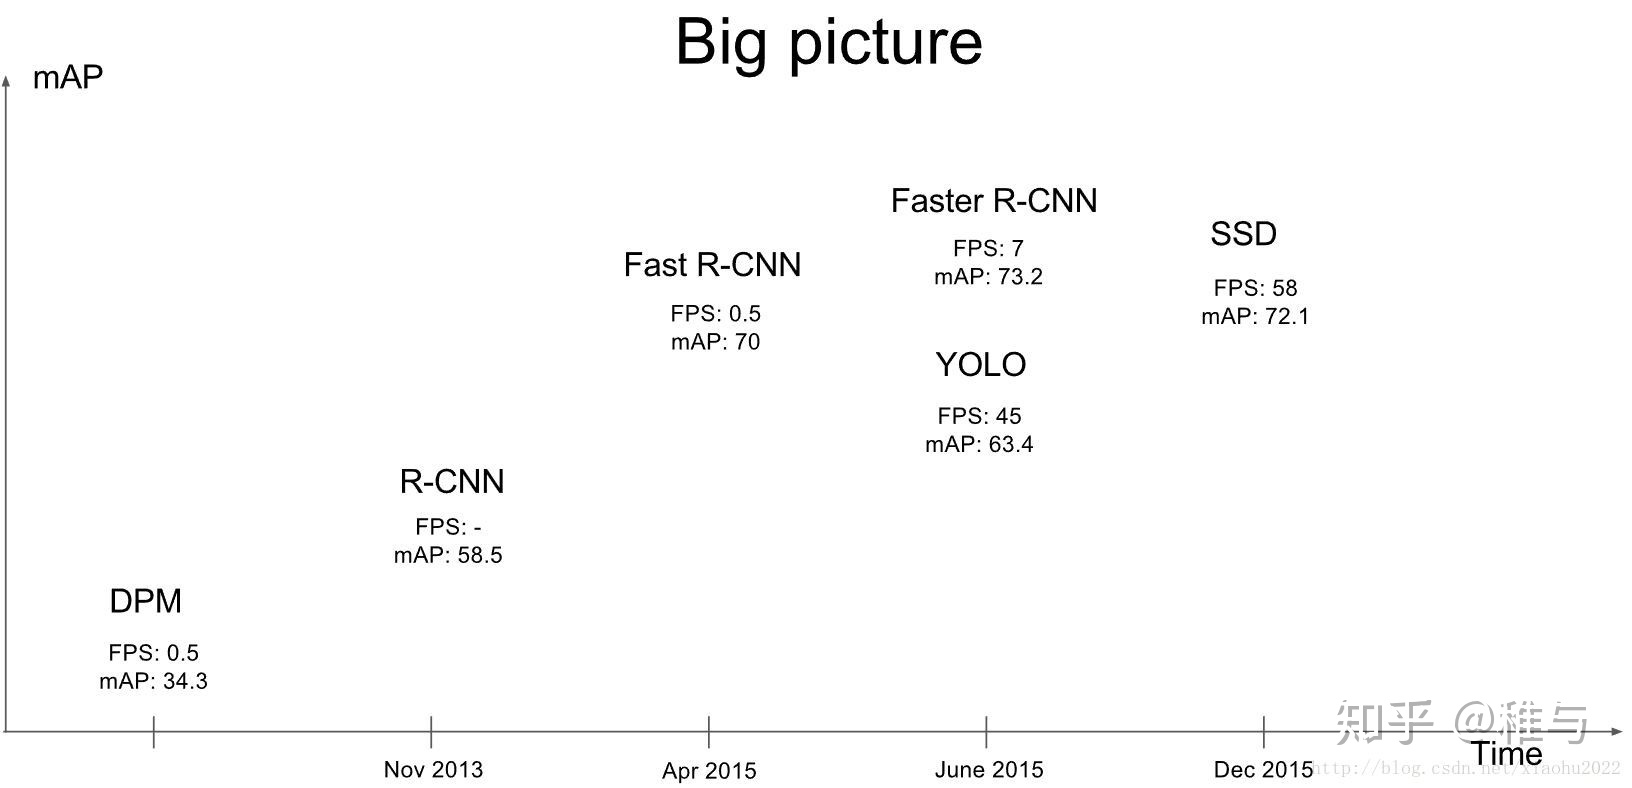 Big picture
mAP
Faster R-CNN
FPS: 7
mAP: 73.2
SSD
FPS: 58
mAP: 72.1
Fast R-CNN
FPS: 0.5
mAP: 70
YOLO
FPS: 45
mAP: 63.4
R-CNN
FPS: -
mAP: 58.5
DPM
FPS: 0.5
mAP: 34.3
知乎 @稚与
Time
Nov 2013
Apr 2015
June 2015
Dec 2015
http://blog.csdn.net/xiaohu2022